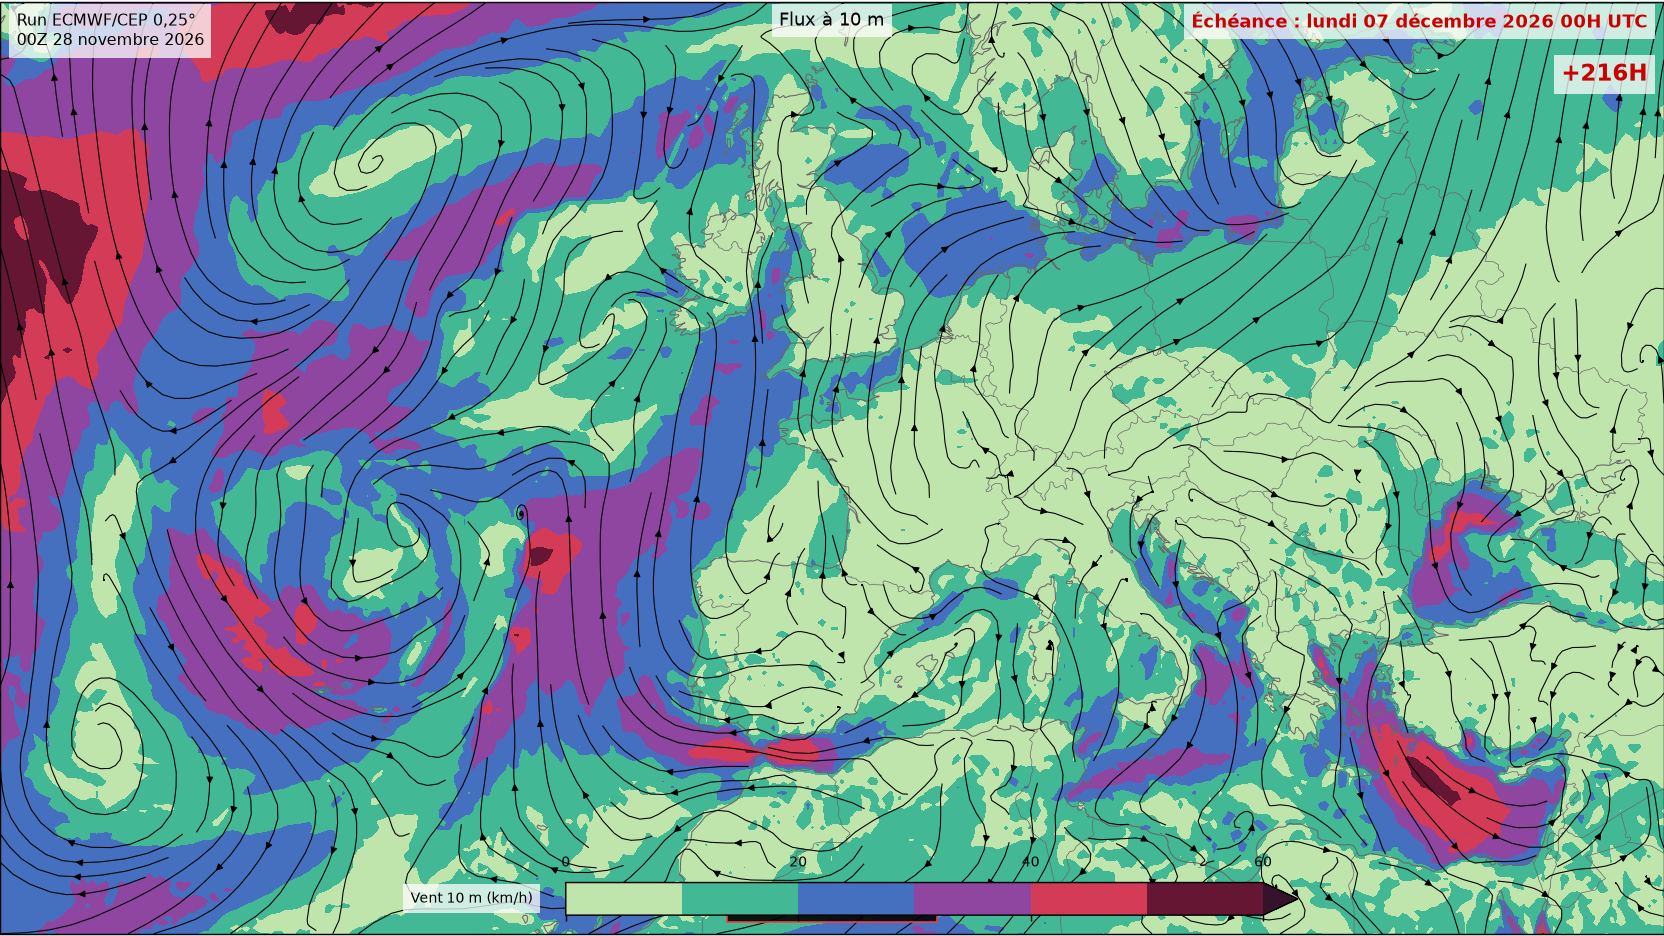 Run ECMWF/CEP 0,25°
00Z 28 novembre 2026
Flux à 10 m
Échéance : lundi 07 décembre 2026 00H UTC
+216H
0 20 40 60
Vent 10 m (km/h)